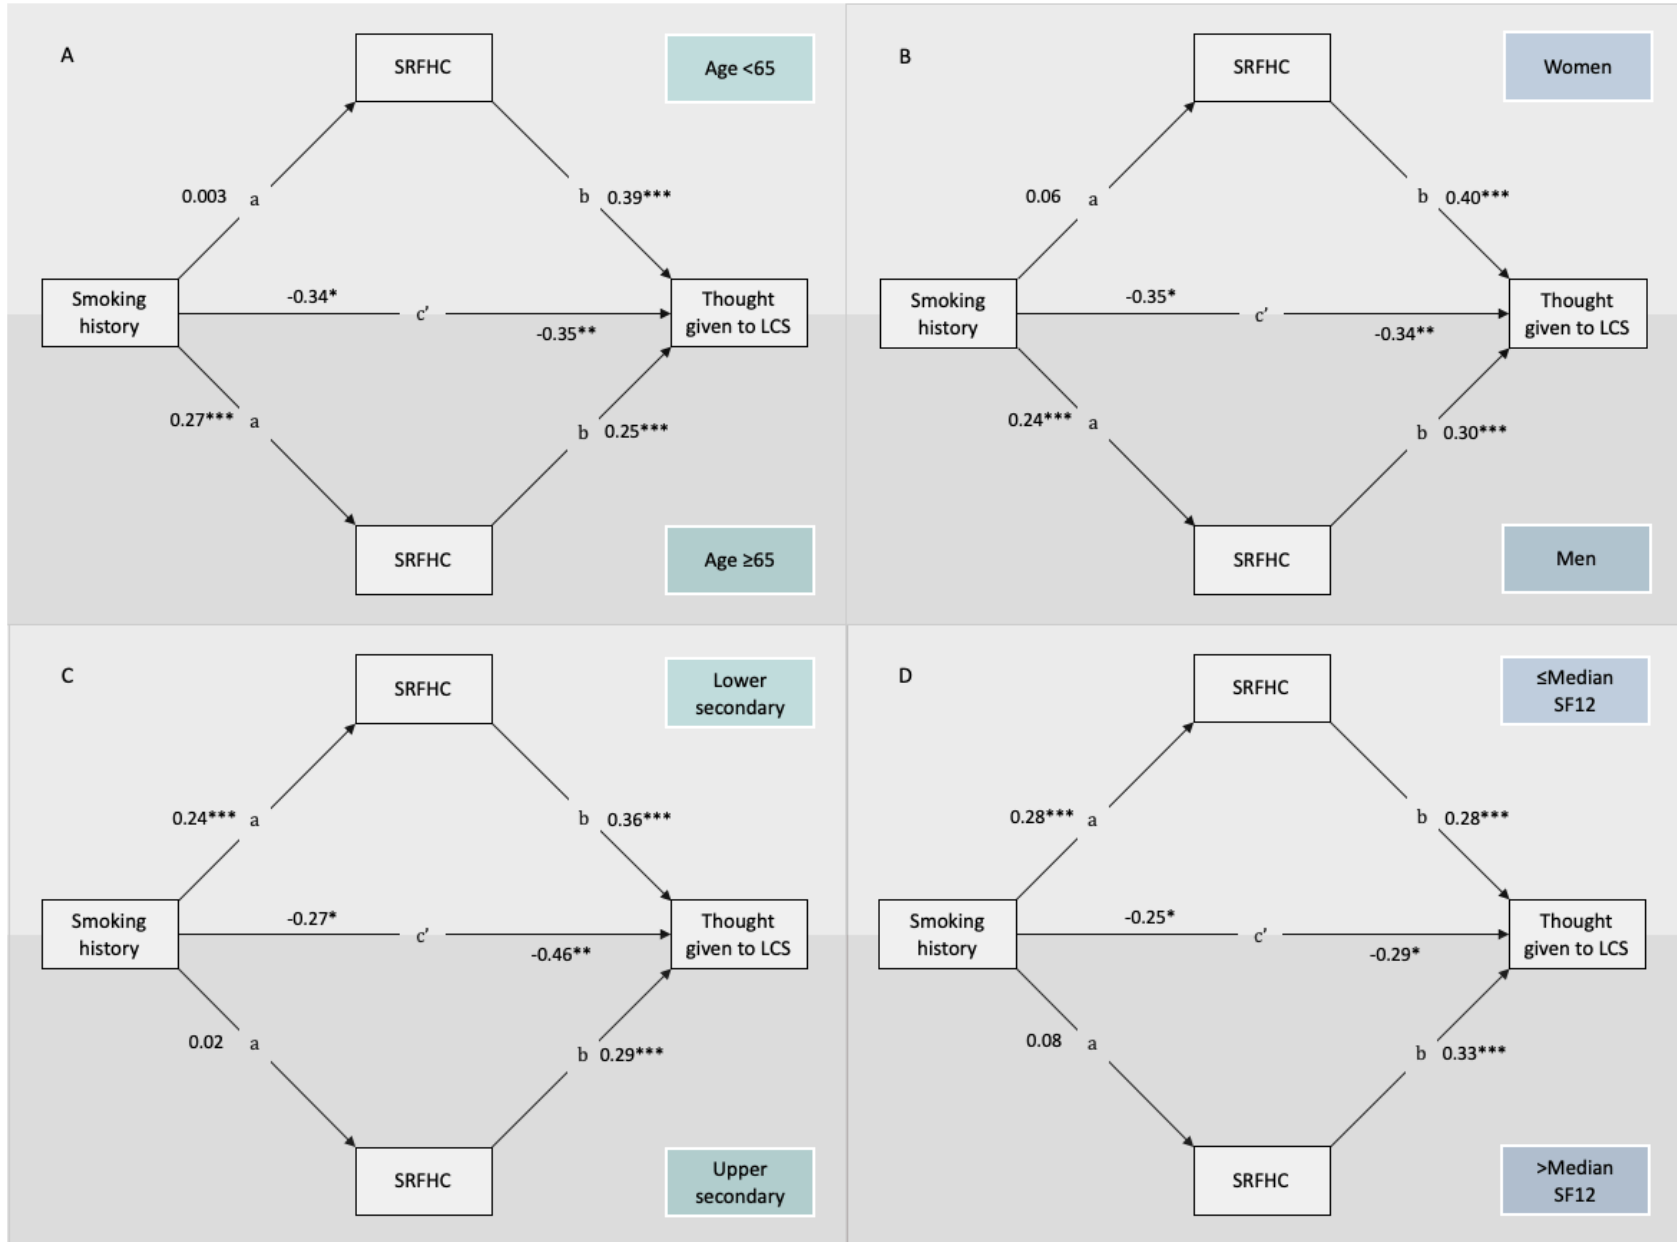 A
SRFHC
Age <65
0.003 a
b 0.39***
Smoking
history
-0.34*
c’
-0.35**
Thought
given to LCS
0.27*** a
b 0.25***
SRFHC
Age ≥65
B
SRFHC
Women
0.06 a
b 0.40***
Smoking
history
-0.35*
c’
-0.34**
Thought
given to LCS
0.24*** a
b 0.30***
SRFHC
Men
C
SRFHC
Lower
secondary
0.24*** a
b 0.36***
Smoking
history
-0.27*
c’
-0.46**
Thought
given to LCS
0.02 a
b 0.29***
SRFHC
Upper
secondary
D
SRFHC
≤Median
SF12
0.28*** a
b 0.28***
Smoking
history
-0.25*
c’
-0.29*
Thought
given to LCS
0.08 a
b 0.33***
SRFHC
>Median
SF12